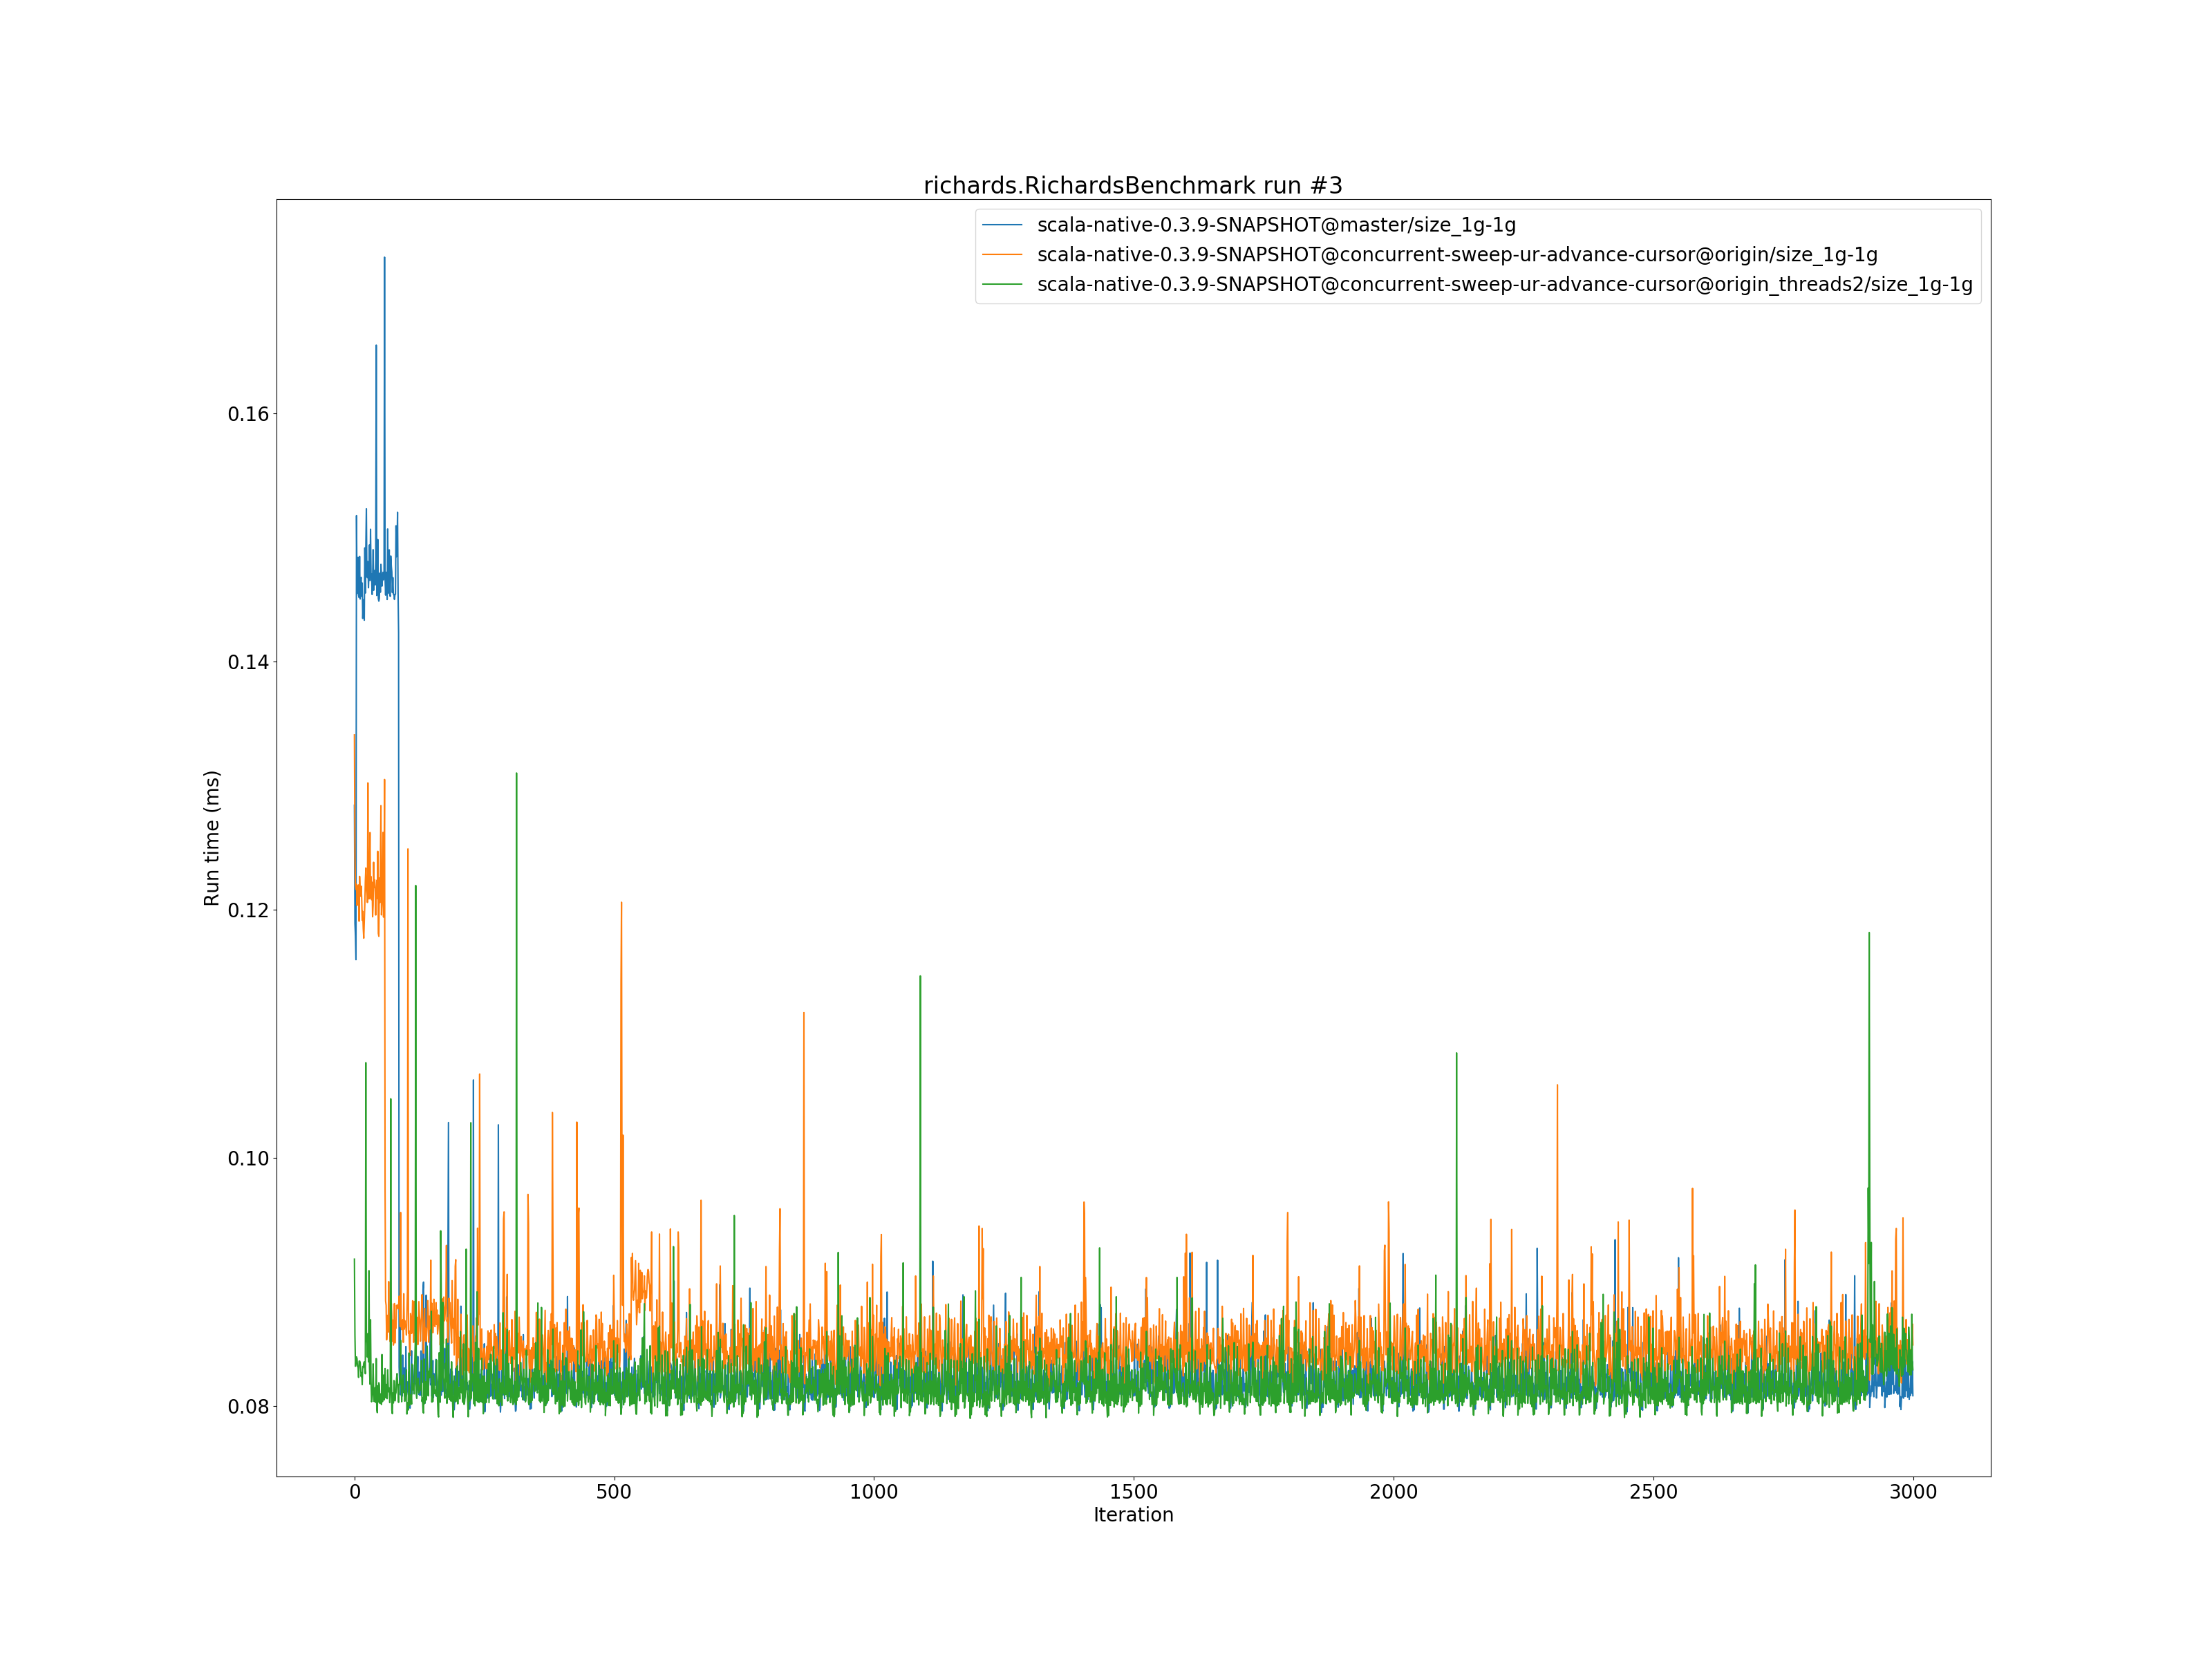 richards.RichardsBenchmark run #3
scala-native-0.3.9-SNAPSHOT@master/size_1g-1g
scala-native-0.3.9-SNAPSHOT@concurrent-sweep-ur-advance-cursor@origin/size_1g-1g
scala-native-0.3.9-SNAPSHOT@concurrent-sweep-ur-advance-cursor@origin_threads2/size_1g-1g
Run time (ms)
0.16
0.14
0.12
0.10
0.08
0 500 1000 1500 2000 2500 3000
Iteration